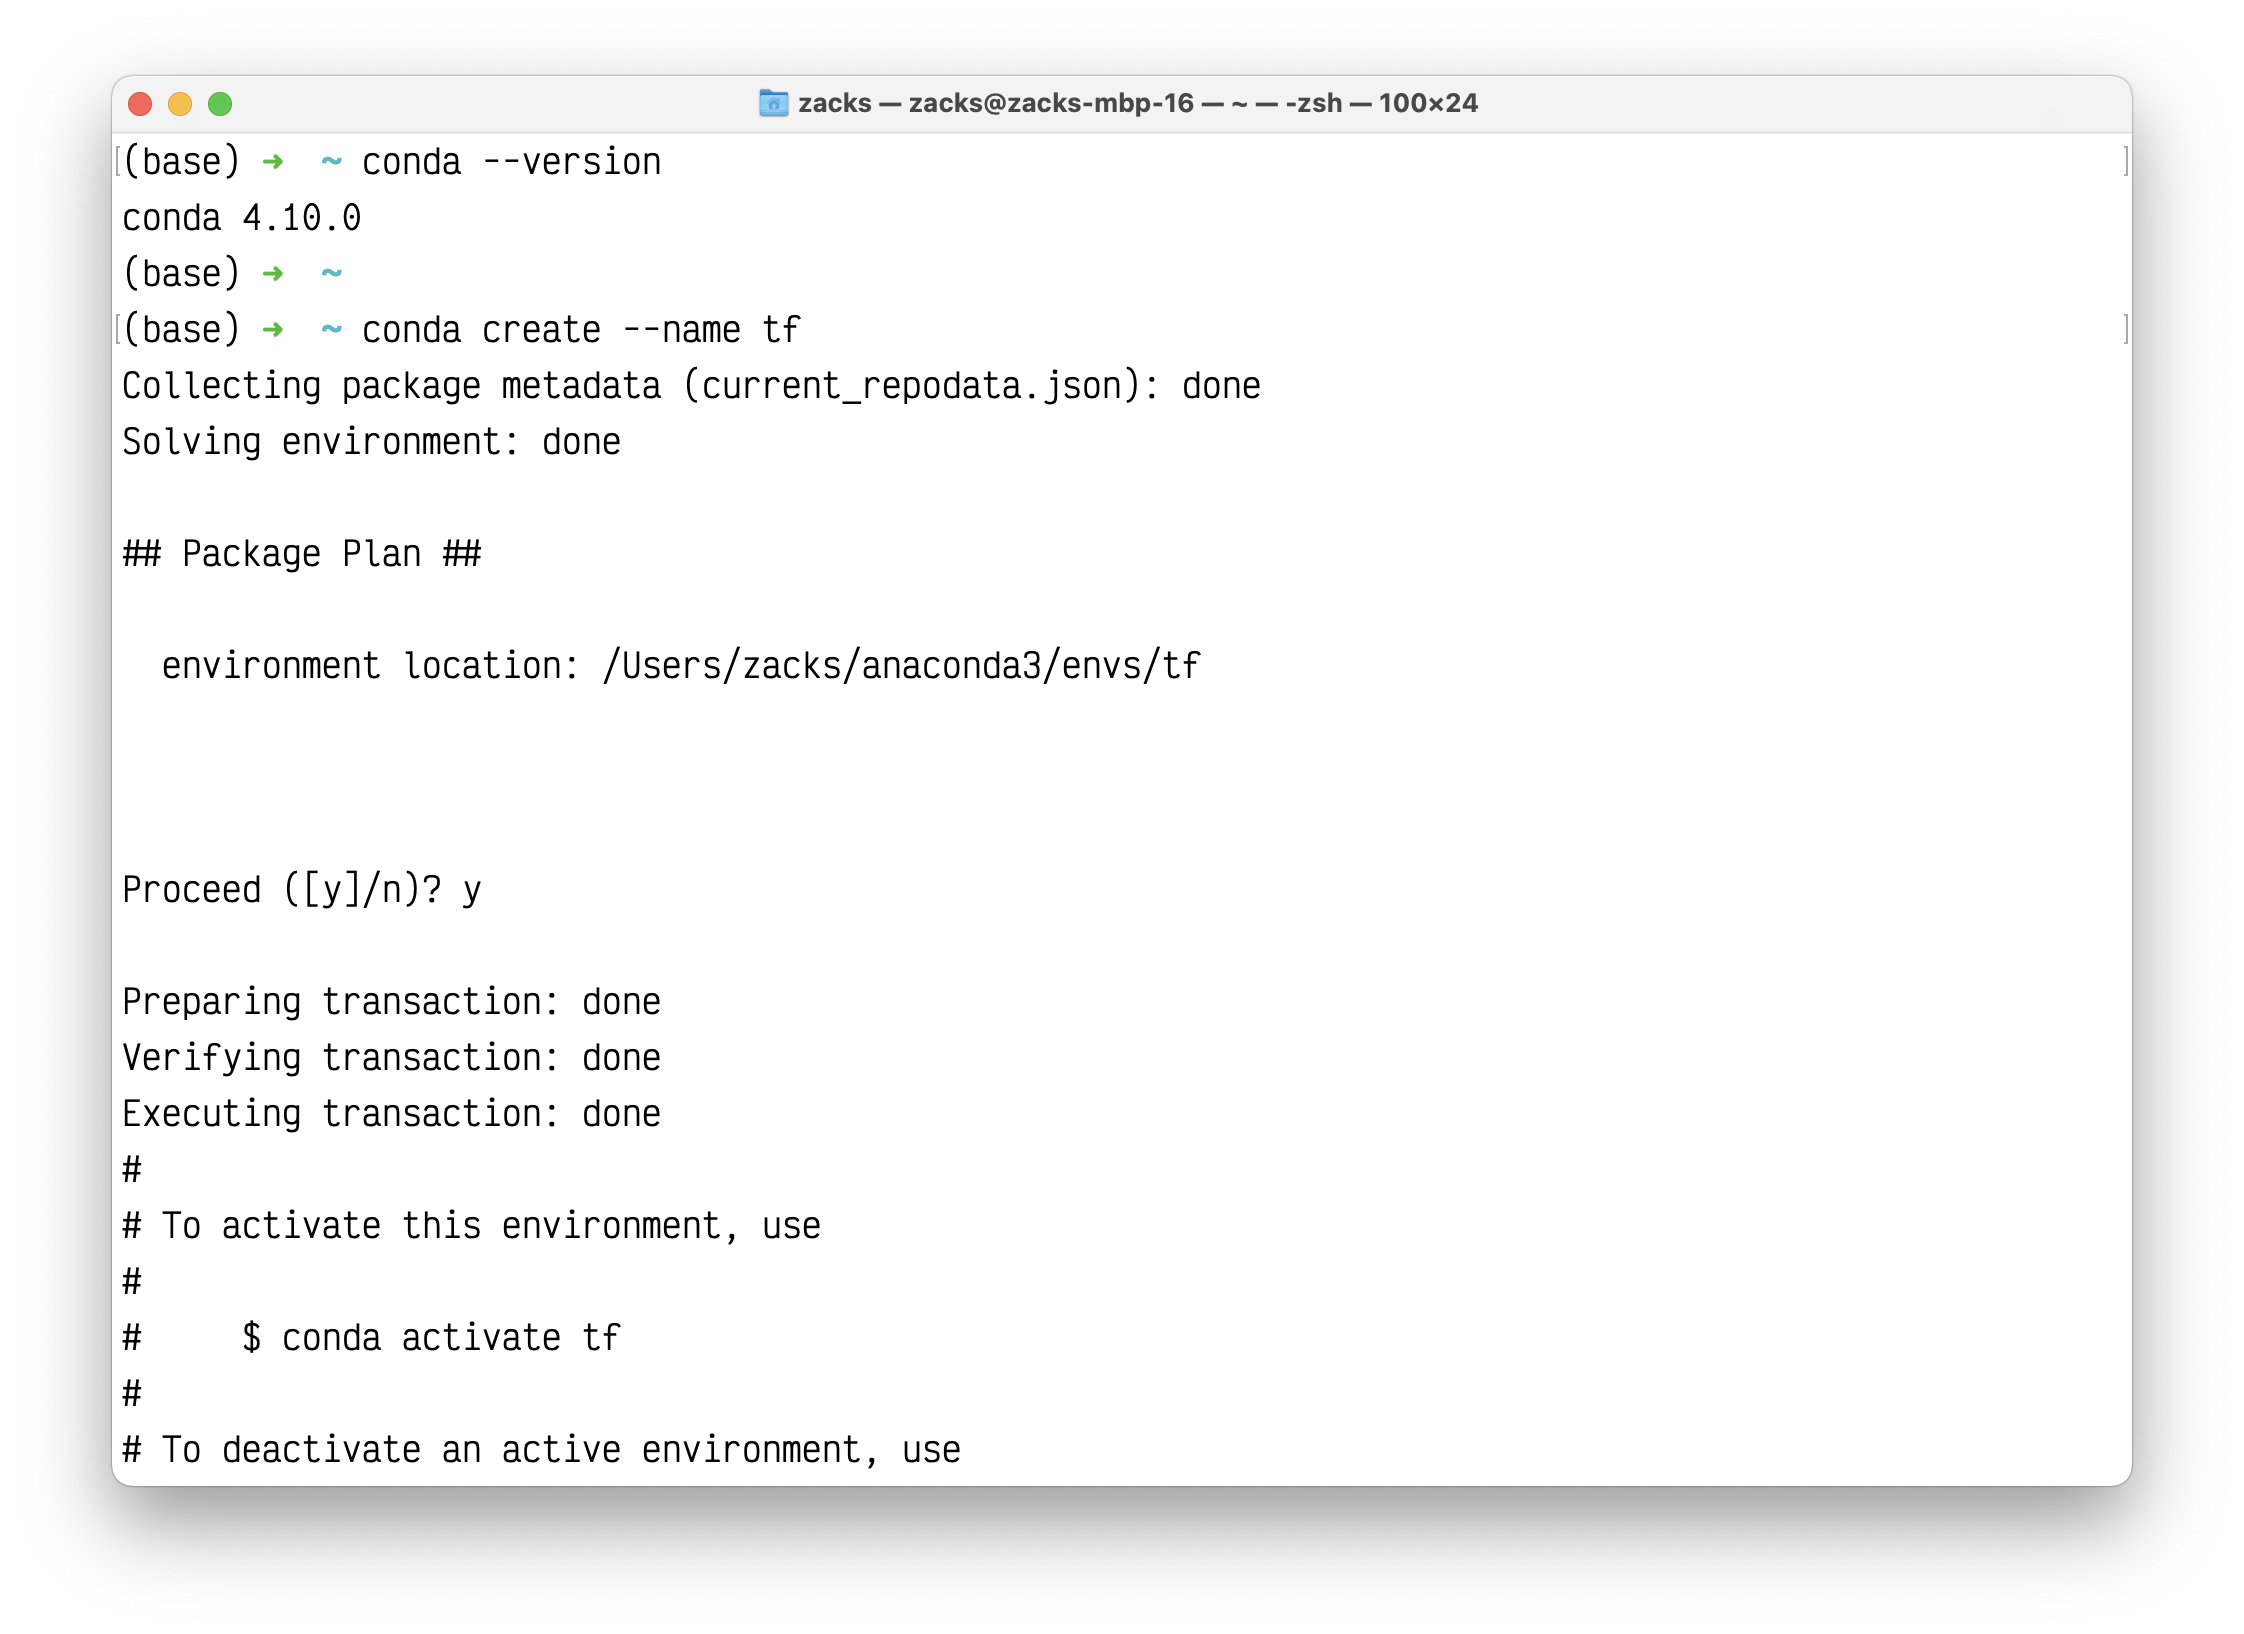 zacks — zacks@zacks-mbp-16 — ~ — -zsh — 100×24
(base) ➜  ~ conda --version
conda 4.10.0
(base) ➜  ~
(base) ➜  ~ conda create --name tf
Collecting package metadata (current_repodata.json): done
Solving environment: done
## Package Plan ##
  environment location: /Users/zacks/anaconda3/envs/tf
Proceed ([y]/n)? y
Preparing transaction: done
Verifying transaction: done
Executing transaction: done
#
# To activate this environment, use
#
#     $ conda activate tf
#
# To deactivate an active environment, use